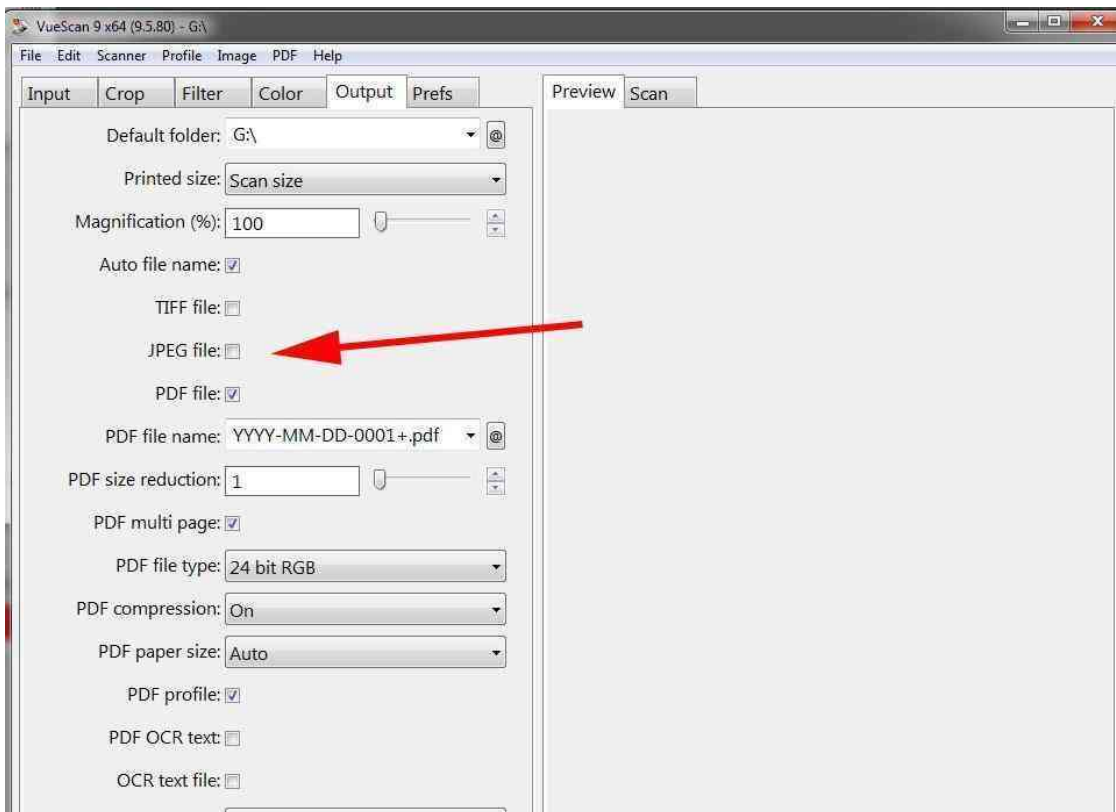 VueScan 9 x64 (9.5.80) - G:\
File Edit Scanner Profile Image PDF Help
Input Crop Filter Color Output Prefs Preview Scan
Default folder: G:\ @
Printed size: Scan size
Magnification (%): 100
Auto file name:
TIFF file:
JPEG file:
PDF file:
PDF file name: YYYY-MM-DD-0001+.pdf @
PDF size reduction: 1
PDF multi page:
PDF file type: 24 bit RGB
PDF compression: On
PDF paper size: Auto
PDF profile:
PDF OCR text:
OCR text file: